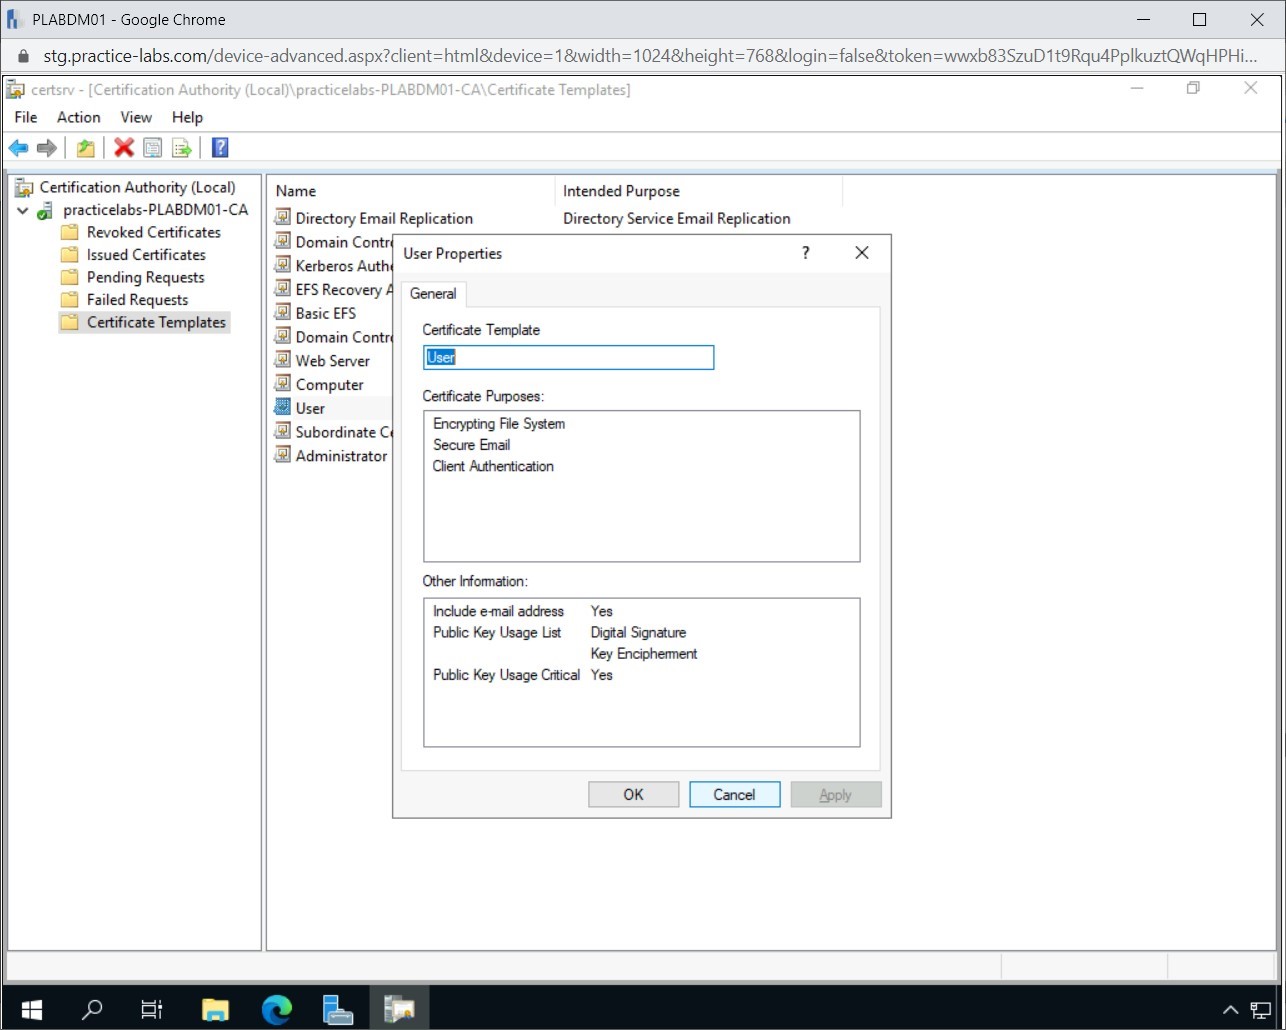 PLABDM01 - Google Chrome
stg.practice-labs.com/device-advanced.aspx?client=html&device=1&width=1024&height=768&login=false&token=wwxb83SzuD1t9Rqu4PplkuztQWqHPHi...
certsrv - [Certification Authority (Local)\practicelabs-PLABDM01-CA\Certificate Templates]
File Action View Help
Certification Authority (Local)
practicelabs-PLABDM01-CA
Revoked Certificates
Issued Certificates
Pending Requests
Failed Requests
Certificate Templates
Name Intended Purpose
Directory Email Replication Directory Service Email Replication
Domain Contro
Kerberos Authe
EFS Recovery A
Basic EFS
Domain Contro
Web Server
Computer
User
Subordinate Ce
Administrator
User Properties ?
General
Certificate Template
User
Certificate Purposes:
Encrypting File System
Secure Email
Client Authentication
Other Information:
Include e-mail address Yes
Public Key Usage List Digital Signature
Key Encipherment
Public Key Usage Critical Yes
OK Cancel Apply